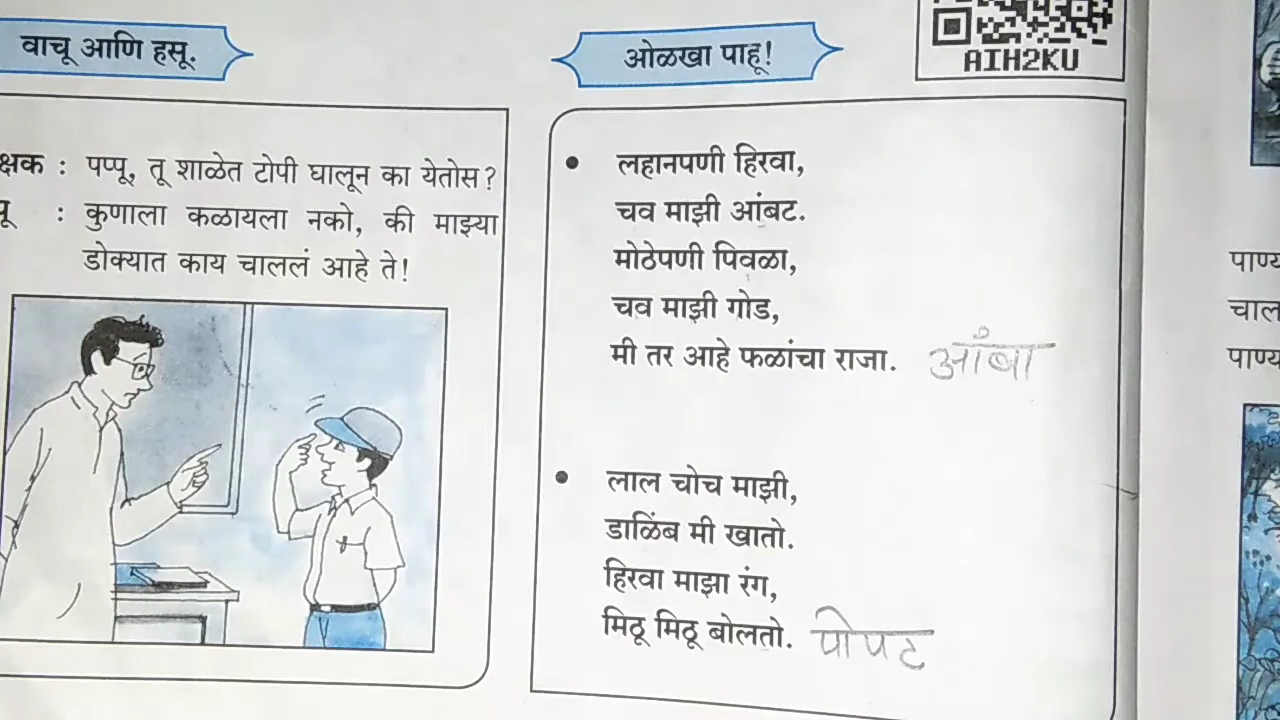 वाचू आणि हसू.
क्षक : पप्पू, तू शाळेत टोपी घालून का येतोस?
पू : कुणाला कळायला नको, की माझ्या
डोक्यात काय चाललं आहे ते!
ओळखा पाहू!
AIH2KU
• लहानपणी हिरवा,
चव माझी आंबट.
मोठेपणी पिवळा,
चव माझी गोड,
मी तर आहे फळांचा राजा. आंबा
• लाल चोच माझी,
डाळिंब मी खातो.
हिरवा माझा रंग,
मिठू मिठू बोलतो. पोपट
पाण्य
चाल
पाण्य